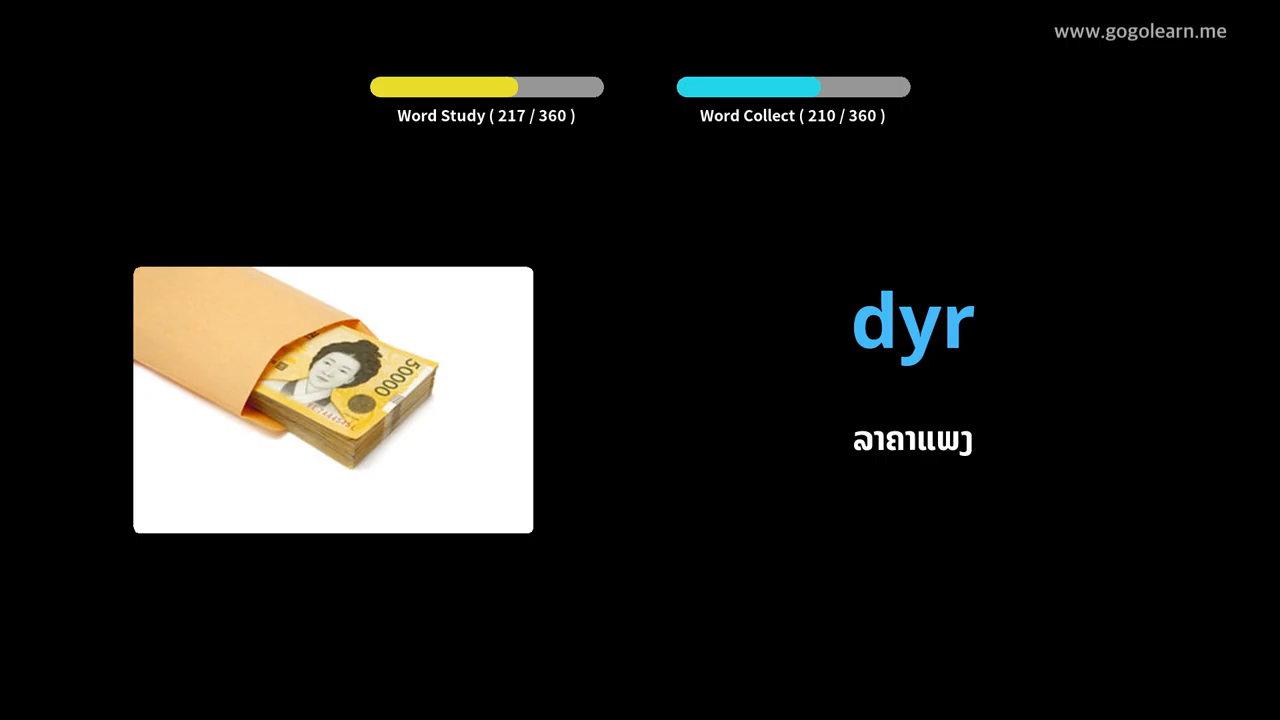 www.gogolearn.me
Word Study ( 217 / 360 )
Word Collect ( 210 / 360 )
50000
dyr
ລາຄາແພງ